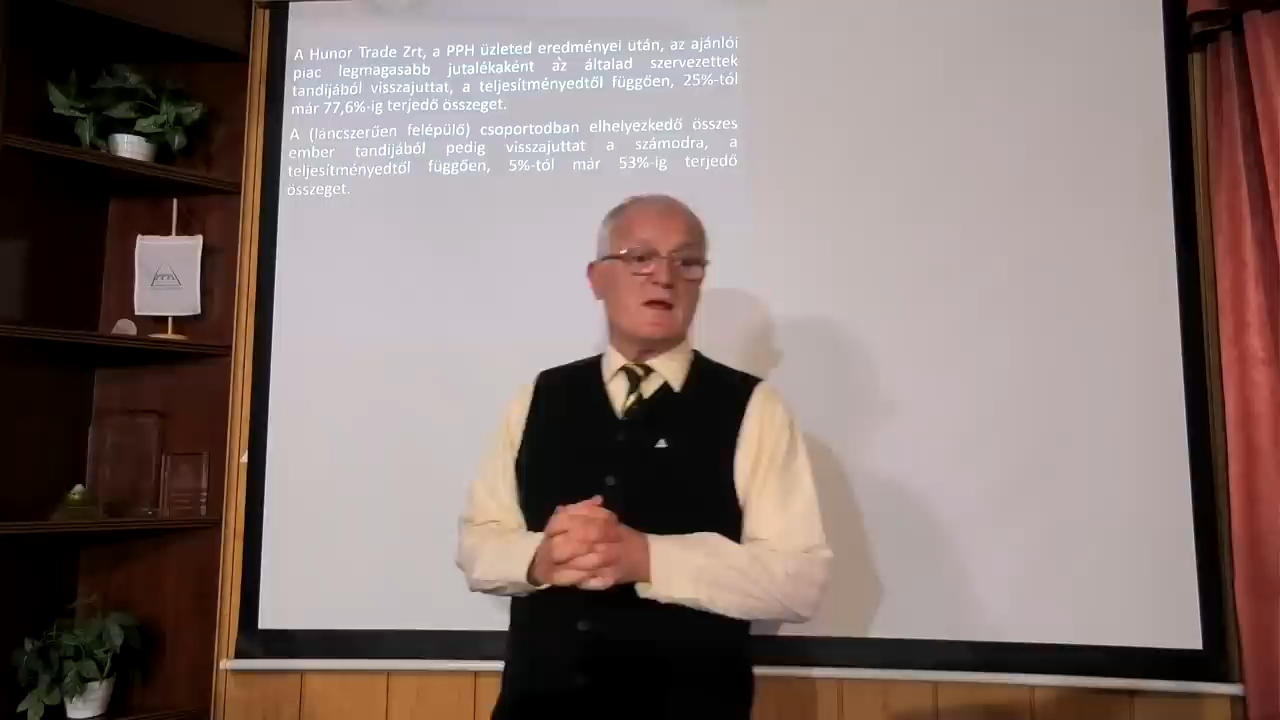 A Hunor Trade Zrt, a PPH üzleted eredményei után, az ajánlói
piac legmagasabb jutalékaként az általad szervezettek
tandíjából visszajuttat, a teljesítményedtől függően, 25%-tól
már 77,6%-ig terjedő összeget.
A (láncszerűen felépülő) csoportodban elhelyezkedő összes
ember tandíjából pedig visszajuttat a számodra, a
teljesítményedtől függően, 5%-tól már 53%-ig terjedő
összeget.